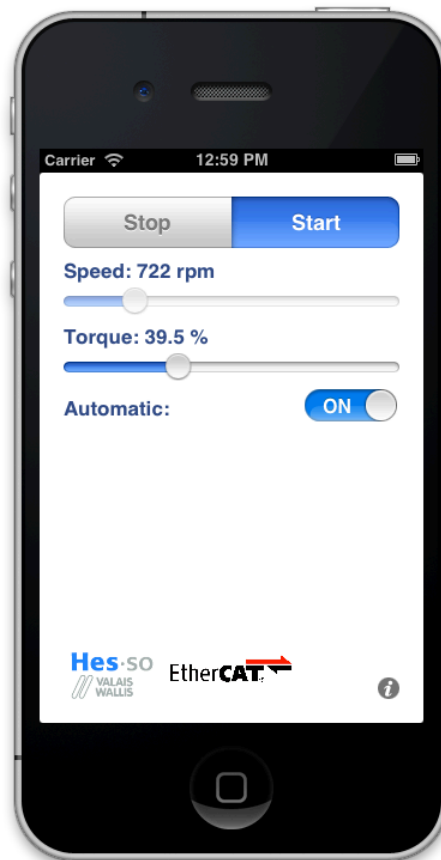 Carrier 12:59 PM
Stop Start
Speed: 722 rpm
Torque: 39.5 %
Automatic: ON
Hes·so
VALAIS
WALLIS
EtherCAT
i